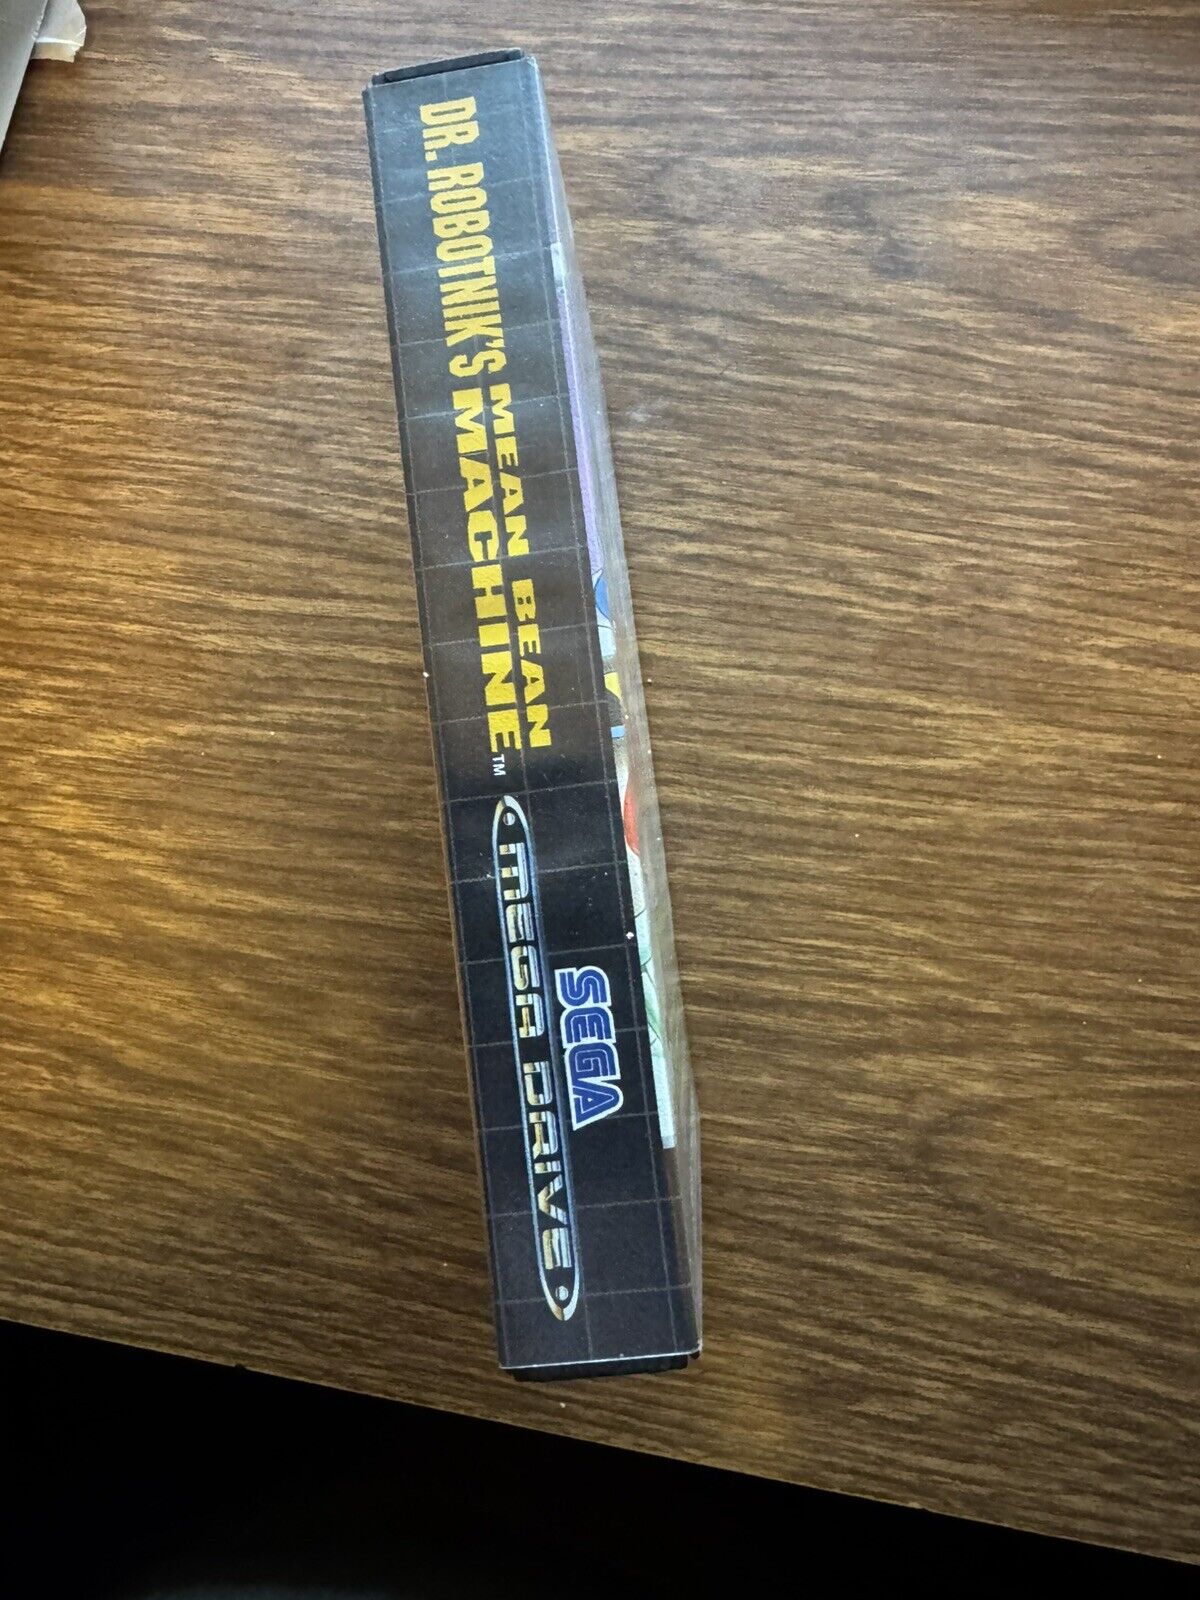 DR. ROBOTNIK'S MEAN BEAN
MACHINE™
MEGA DRIVE
SEGA